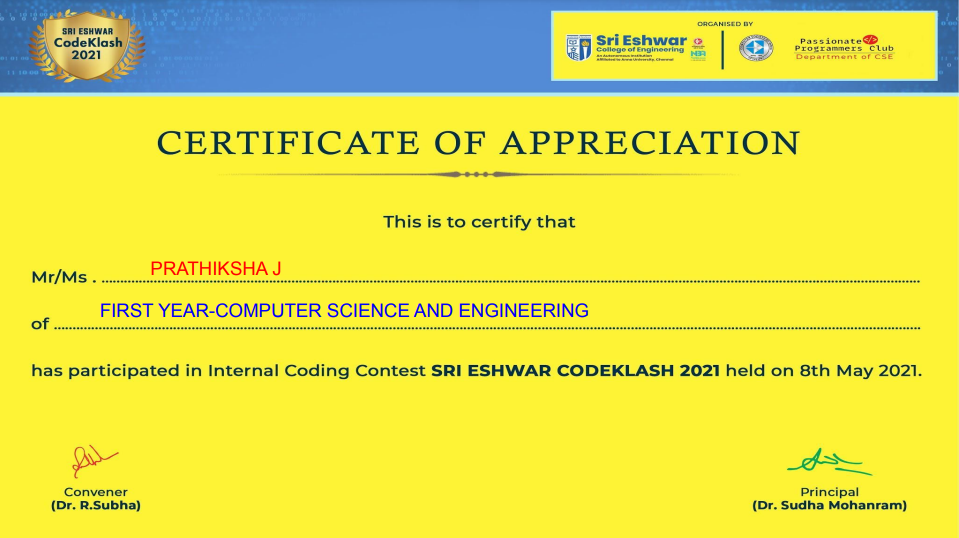 SRI ESHWAR
CodeKlash
2021
ORGANISED BY
Sri Eshwar
College of Engineering
An Autonomous Institution
Affiliated to Anna University, Chennai
Passionate </>
Programmers Club
Department of CSE
CERTIFICATE OF APPRECIATION
This is to certify that
Mr/Ms . PRATHIKSHA J
of FIRST YEAR-COMPUTER SCIENCE AND ENGINEERING
has participated in Internal Coding Contest SRI ESHWAR CODEKLASH 2021 held on 8th May 2021.
Convener
(Dr. R.Subha)
Principal
(Dr. Sudha Mohanram)